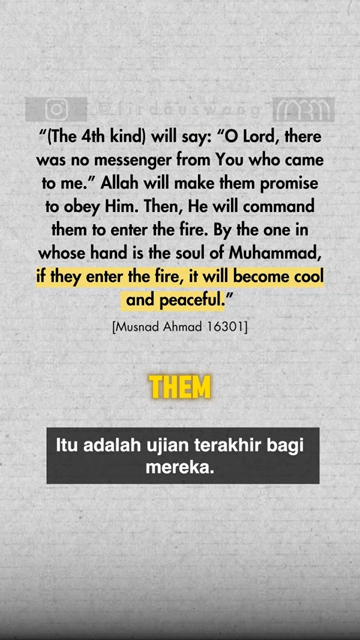 @firdauswong
“(The 4th kind) will say: “O Lord, there
was no messenger from You who came
to me.” Allah will make them promise
to obey Him. Then, He will command
them to enter the fire. By the one in
whose hand is the soul of Muhammad,
if they enter the fire, it will become cool
and peaceful.”
[Musnad Ahmad 16301]
THEM
Itu adalah ujian terakhir bagi
mereka.